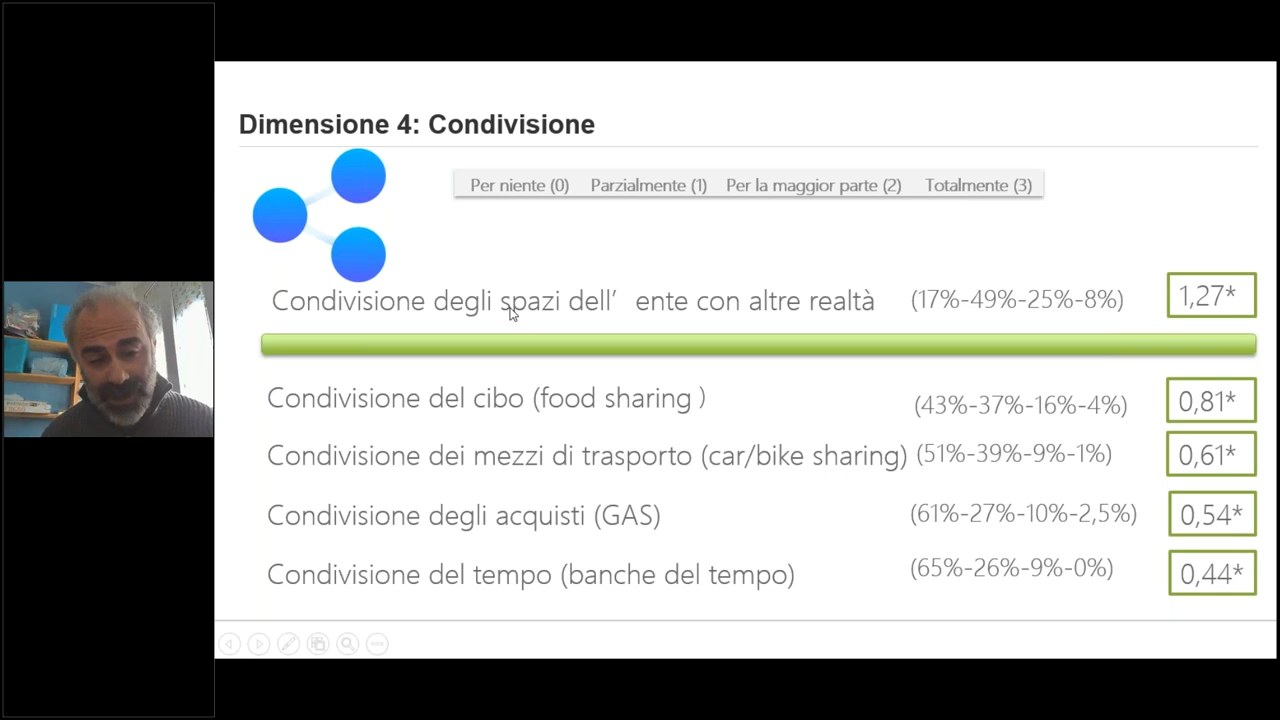 Dimensione 4: Condivisione
Per niente (0) Parzialmente (1) Per la maggior parte (2) Totalmente (3)
Condivisione degli spazi dell’ ente con altre realtà (17%-49%-25%-8%) 1,27*
Condivisione del cibo (food sharing ) (43%-37%-16%-4%) 0,81*
Condivisione dei mezzi di trasporto (car/bike sharing) (51%-39%-9%-1%) 0,61*
Condivisione degli acquisti (GAS) (61%-27%-10%-2,5%) 0,54*
Condivisione del tempo (banche del tempo) (65%-26%-9%-0%) 0,44*